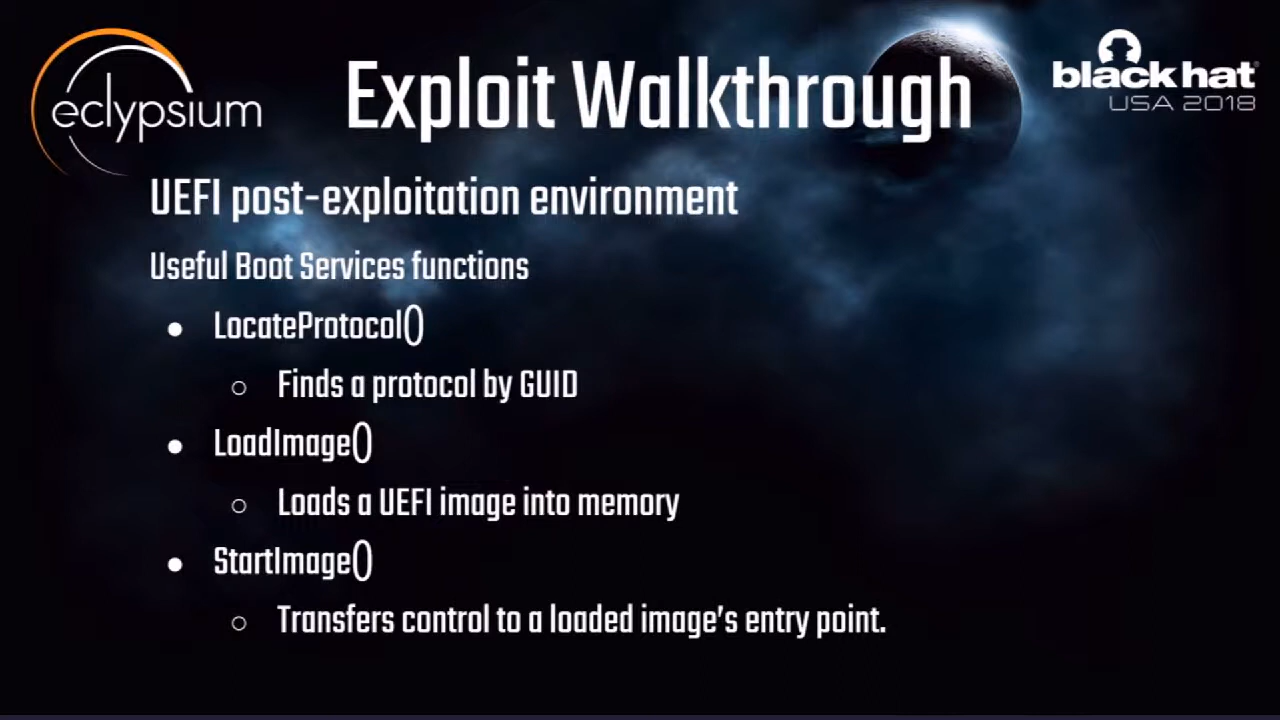 eclypsium
Exploit Walkthrough
black hat
USA 2018
UEFI post-exploitation environment
Useful Boot Services functions
● LocateProtocol()
○ Finds a protocol by GUID
● LoadImage()
○ Loads a UEFI image into memory
● StartImage()
○ Transfers control to a loaded image's entry point.